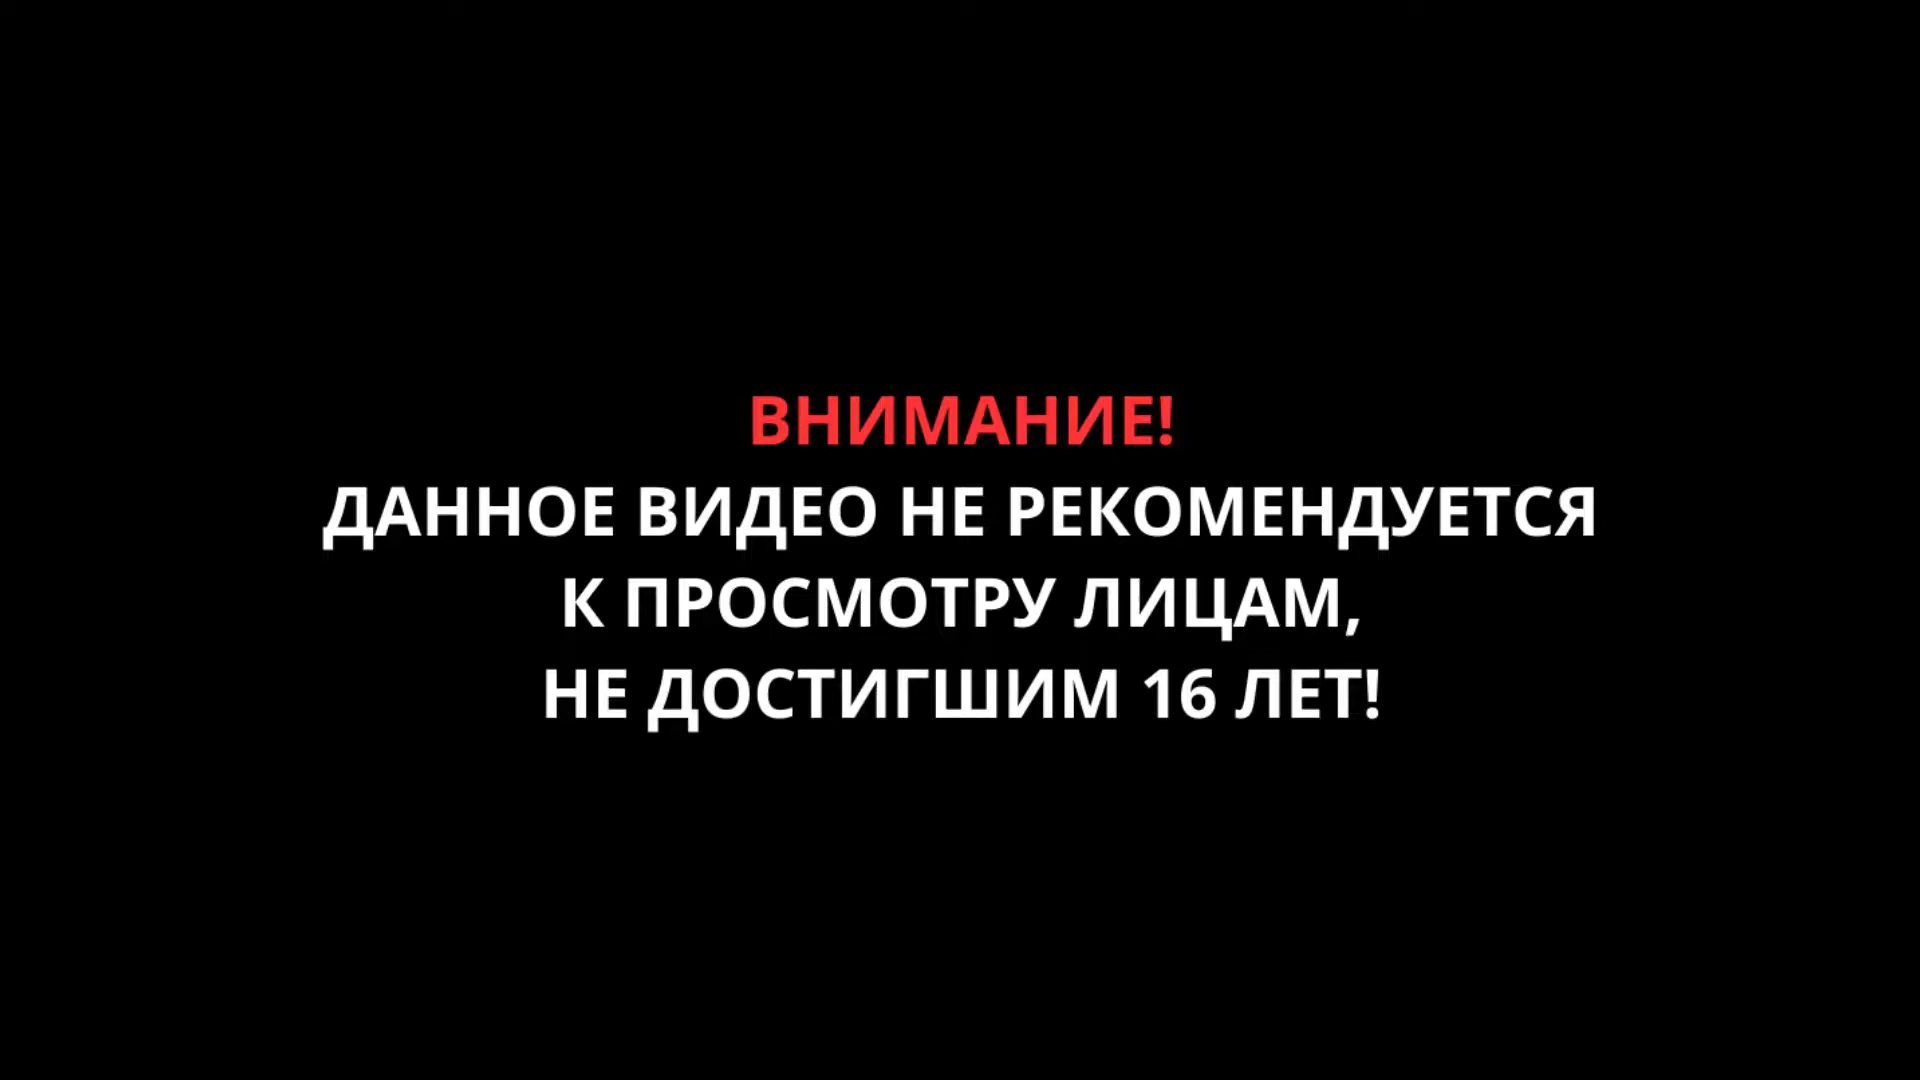 ВНИМАНИЕ!
ДАННОЕ ВИДЕО НЕ РЕКОМЕНДУЕТСЯ
К ПРОСМОТРУ ЛИЦАМ,
НЕ ДОСТИГШИМ 16 ЛЕТ!